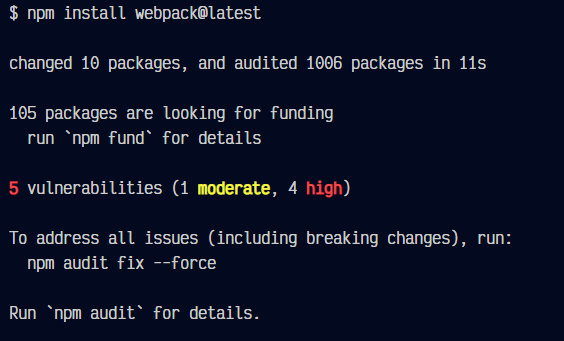 $ npm install webpack@latest
changed 10 packages, and audited 1006 packages in 11s
105 packages are looking for funding
run `npm fund` for details
5 vulnerabilities (1 moderate, 4 high)
To address all issues (including breaking changes), run:
npm audit fix --force
Run `npm audit` for details.